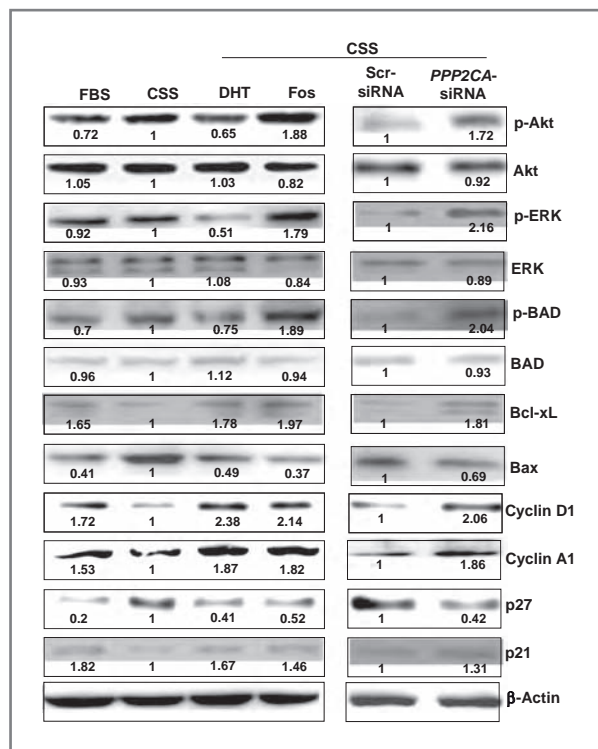 CSS
FBS CSS DHT Fos Scr-siRNA PPP2CA-siRNA
0.72 1 0.65 1.88 1 1.72 p-Akt
1.05 1 1.03 0.82 1 0.92 Akt
0.92 1 0.51 1.79 1 2.16 p-ERK
0.93 1 1.08 0.84 1 0.89 ERK
0.7 1 0.75 1.89 1 2.04 p-BAD
0.96 1 1.12 0.94 1 0.93 BAD
1.65 1 1.78 1.97 1 1.81 Bcl-xL
0.41 1 0.49 0.37 1 0.69 Bax
1.72 1 2.38 2.14 1 2.06 Cyclin D1
1.53 1 1.87 1.82 1 1.86 Cyclin A1
0.2 1 0.41 0.52 1 0.42 p27
1.82 1 1.67 1.46 1 1.31 p21
β-Actin